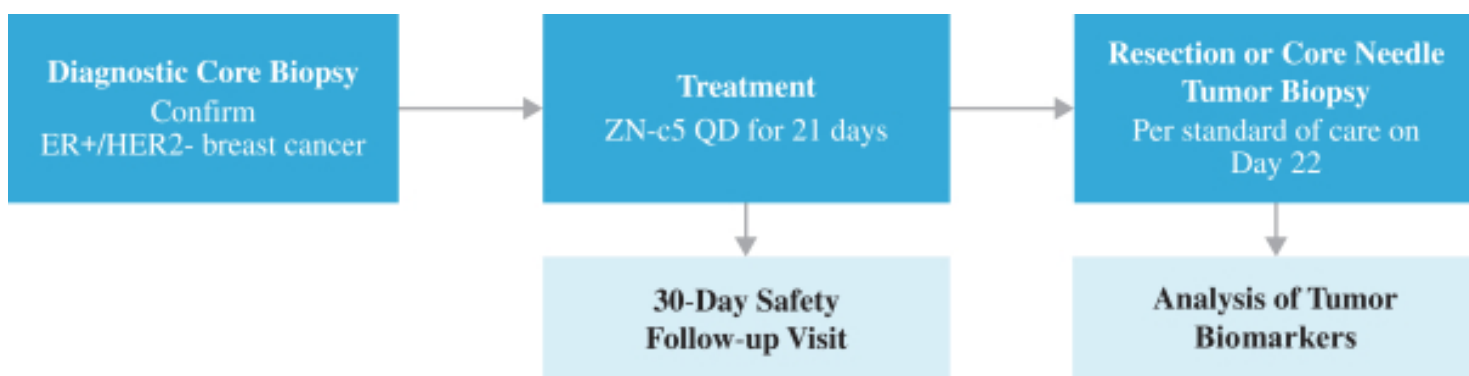 Diagnostic Core Biopsy
Confirm
ER+/HER2- breast cancer
Treatment
ZN-c5 QD for 21 days
Resection or Core Needle
Tumor Biopsy
Per standard of care on
Day 22
30-Day Safety
Follow-up Visit
Analysis of Tumor
Biomarkers